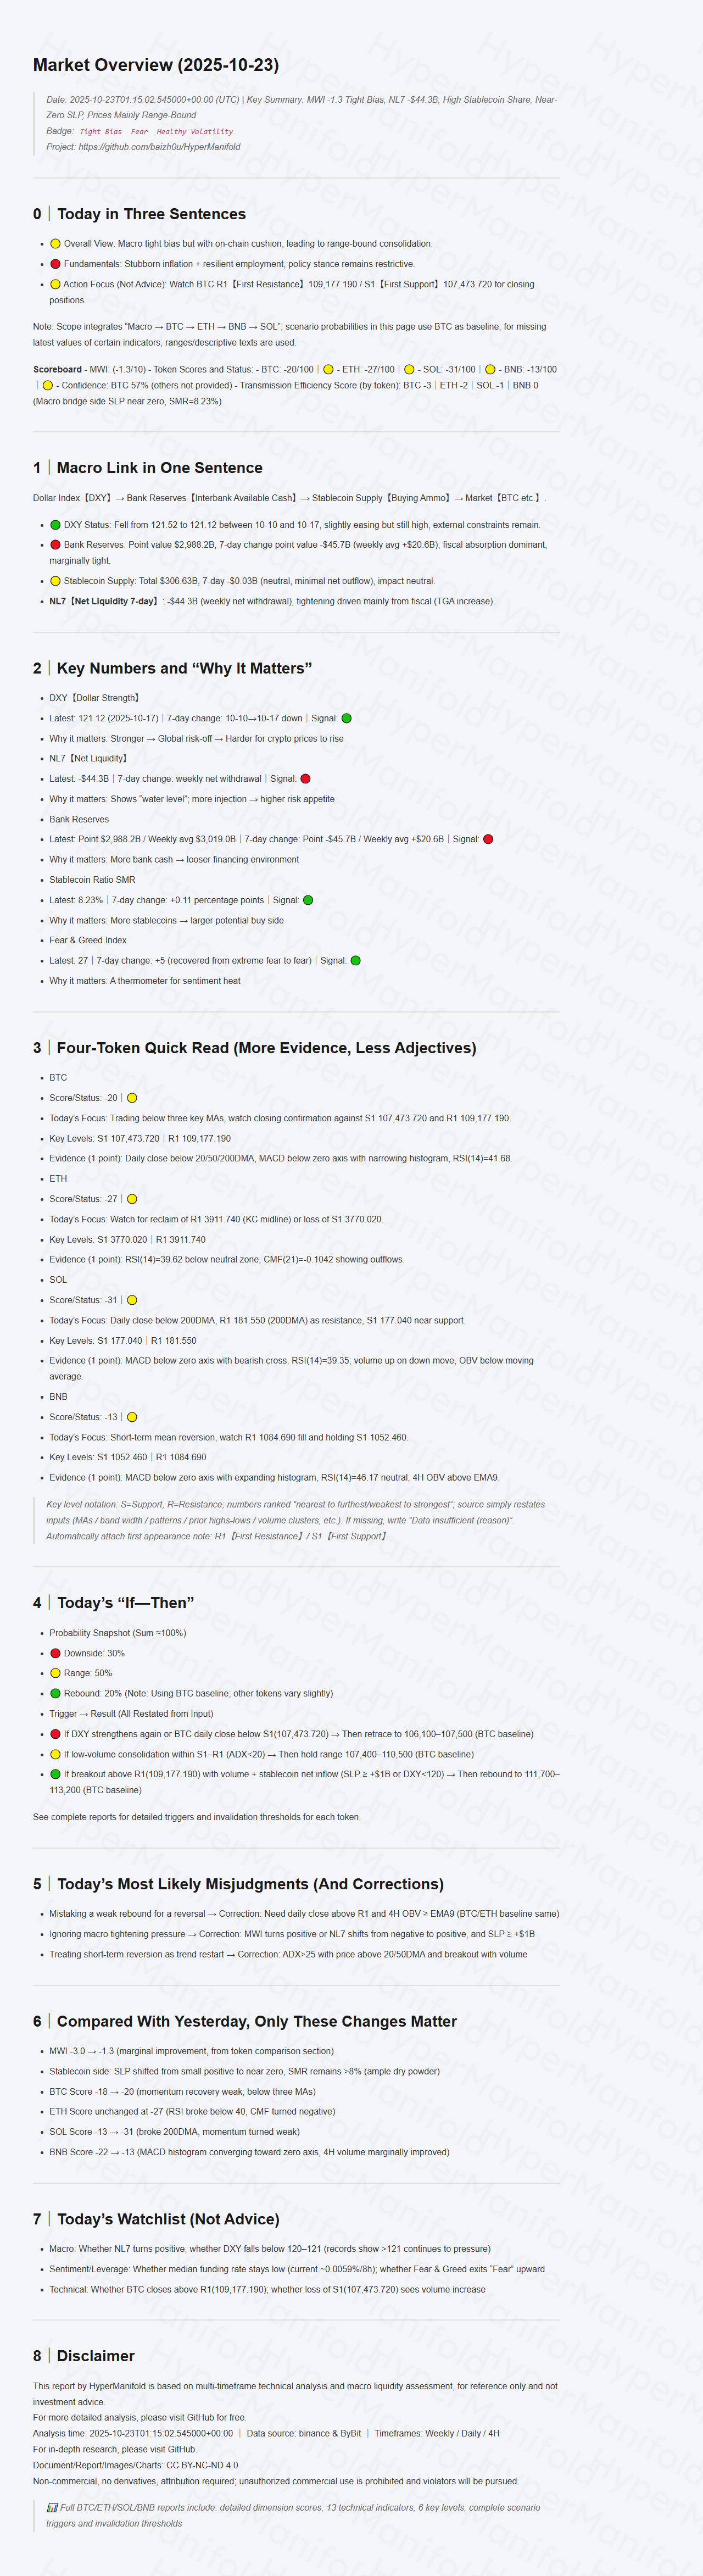 Market Overview (2025-10-23)
Date: 2025-10-23T01:15:02.545000+00:00 (UTC) | Key Summary: MWI -1.3 Tight Bias, NL7 -$44.3B; High Stablecoin Share, Near-
Zero SLP, Prices Mainly Range-Bound
Badge: Tight Bias Fear Healthy Volatility
Project: https://github.com/baizh0u/HyperManifold
0｜Today in Three Sentences
• 🟡 Overall View: Macro tight bias but with on-chain cushion, leading to range-bound consolidation.
• 🔴 Fundamentals: Stubborn inflation + resilient employment, policy stance remains restrictive.
• 🟡 Action Focus (Not Advice): Watch BTC R1【First Resistance】109,177.190 / S1【First Support】107,473.720 for closing
positions.
Note: Scope integrates “Macro → BTC → ETH → BNB → SOL”; scenario probabilities in this page use BTC as baseline; for missing
latest values of certain indicators, ranges/descriptive texts are used.
Scoreboard - MWI: (-1.3/10) - Token Scores and Status: - BTC: -20/100｜🟡 - ETH: -27/100｜🟡 - SOL: -31/100｜🟡 - BNB: -13/100
｜🟡 - Confidence: BTC 57% (others not provided) - Transmission Efficiency Score (by token): BTC -3｜ETH -2｜SOL -1｜BNB 0
(Macro bridge side SLP near zero, SMR=8.23%)
1｜Macro Link in One Sentence
Dollar Index【DXY】→ Bank Reserves【Interbank Available Cash】→ Stablecoin Supply【Buying Ammo】→ Market【BTC etc.】.
• 🟢 DXY Status: Fell from 121.52 to 121.12 between 10-10 and 10-17, slightly easing but still high, external constraints remain.
• 🔴 Bank Reserves: Point value $2,988.2B, 7-day change point value -$45.7B (weekly avg +$20.6B); fiscal absorption dominant,
marginally tight.
• 🟡 Stablecoin Supply: Total $306.63B, 7-day -$0.03B (neutral, minimal net outflow), impact neutral.
• NL7【Net Liquidity 7-day】: -$44.3B (weekly net withdrawal), tightening driven mainly from fiscal (TGA increase).
2｜Key Numbers and “Why It Matters”
• DXY【Dollar Strength】
• Latest: 121.12 (2025-10-17)｜7-day change: 10-10→10-17 down｜Signal: 🟢
• Why it matters: Stronger → Global risk-off → Harder for crypto prices to rise
• NL7【Net Liquidity】
• Latest: -$44.3B｜7-day change: weekly net withdrawal｜Signal: 🔴
• Why it matters: Shows “water level”; more injection → higher risk appetite
• Bank Reserves
• Latest: Point $2,988.2B / Weekly avg $3,019.0B｜7-day change: Point -$45.7B / Weekly avg +$20.6B｜Signal: 🔴
• Why it matters: More bank cash → looser financing environment
• Stablecoin Ratio SMR
• Latest: 8.23%｜7-day change: +0.11 percentage points｜Signal: 🟢
• Why it matters: More stablecoins → larger potential buy side
• Fear & Greed Index
• Latest: 27｜7-day change: +5 (recovered from extreme fear to fear)｜Signal: 🟢
• Why it matters: A thermometer for sentiment heat
3｜Four-Token Quick Read (More Evidence, Less Adjectives)
• BTC
• Score/Status: -20｜🟡
• Today’s Focus: Trading below three key MAs, watch closing confirmation against S1 107,473.720 and R1 109,177.190.
• Key Levels: S1 107,473.720｜R1 109,177.190
• Evidence (1 point): Daily close below 20/50/200DMA, MACD below zero axis with narrowing histogram, RSI(14)=41.68.
• ETH
• Score/Status: -27｜🟡
• Today’s Focus: Watch for reclaim of R1 3911.740 (KC midline) or loss of S1 3770.020.
• Key Levels: S1 3770.020｜R1 3911.740
• Evidence (1 point): RSI(14)=39.62 below neutral zone, CMF(21)=-0.1042 showing outflows.
• SOL
• Score/Status: -31｜🟡
• Today’s Focus: Daily close below 200DMA, R1 181.550 (200DMA) as resistance, S1 177.040 near support.
• Key Levels: S1 177.040｜R1 181.550
• Evidence (1 point): MACD below zero axis with bearish cross, RSI(14)=39.35; volume up on down move, OBV below moving
average.
• BNB
• Score/Status: -13｜🟡
• Today’s Focus: Short-term mean reversion, watch R1 1084.690 fill and holding S1 1052.460.
• Key Levels: S1 1052.460｜R1 1084.690
• Evidence (1 point): MACD below zero axis with expanding histogram, RSI(14)=46.17 neutral; 4H OBV above EMA9.
Key level notation: S=Support, R=Resistance; numbers ranked “nearest to furthest/weakest to strongest”; source simply restates
inputs (MAs / band width / patterns / prior highs-lows / volume clusters, etc.). If missing, write “Data insufficient (reason)”.
Automatically attach first appearance note: R1【First Resistance】/ S1【First Support】.
4｜Today’s “If—Then”
• Probability Snapshot (Sum ≈100%)
• 🔴 Downside: 30%
• 🟡 Range: 50%
• 🟢 Rebound: 20% (Note: Using BTC baseline; other tokens vary slightly)
• Trigger → Result (All Restated from Input)
• 🔴 If DXY strengthens again or BTC daily close below S1(107,473.720) → Then retrace to 106,100–107,500 (BTC baseline)
• 🟡 If low-volume consolidation within S1–R1 (ADX<20) → Then hold range 107,400–110,500 (BTC baseline)
• 🟢 If breakout above R1(109,177.190) with volume + stablecoin net inflow (SLP ≥ +$1B or DXY<120) → Then rebound to 111,700–
113,200 (BTC baseline)
See complete reports for detailed triggers and invalidation thresholds for each token.
5｜Today’s Most Likely Misjudgments (And Corrections)
• Mistaking a weak rebound for a reversal → Correction: Need daily close above R1 and 4H OBV ≥ EMA9 (BTC/ETH baseline same)
• Ignoring macro tightening pressure → Correction: MWI turns positive or NL7 shifts from negative to positive, and SLP ≥ +$1B
• Treating short-term reversion as trend restart → Correction: ADX>25 with price above 20/50DMA and breakout with volume
6｜Compared With Yesterday, Only These Changes Matter
• MWI -3.0 → -1.3 (marginal improvement, from token comparison section)
• Stablecoin side: SLP shifted from small positive to near zero, SMR remains >8% (ample dry powder)
• BTC Score -18 → -20 (momentum recovery weak; below three MAs)
• ETH Score unchanged at -27 (RSI broke below 40, CMF turned negative)
• SOL Score -13 → -31 (broke 200DMA, momentum turned weak)
• BNB Score -22 → -13 (MACD histogram converging toward zero axis, 4H volume marginally improved)
7｜Today’s Watchlist (Not Advice)
• Macro: Whether NL7 turns positive; whether DXY falls below 120–121 (records show >121 continues to pressure)
• Sentiment/Leverage: Whether median funding rate stays low (current ~0.0059%/8h); whether Fear & Greed exits “Fear” upward
• Technical: Whether BTC closes above R1(109,177.190); whether loss of S1(107,473.720) sees volume increase
8｜Disclaimer
This report by HyperManifold is based on multi-timeframe technical analysis and macro liquidity assessment, for reference only and not
investment advice.
For more detailed analysis, please visit GitHub for free.
Analysis time: 2025-10-23T01:15:02.545000+00:00 ｜ Data source: binance & ByBit ｜ Timeframes: Weekly / Daily / 4H
For in-depth research, please visit GitHub.
Document/Report/Images/Charts: CC BY-NC-ND 4.0
Non-commercial, no derivatives, attribution required; unauthorized commercial use is prohibited and violators will be pursued.
📊 Full BTC/ETH/SOL/BNB reports include: detailed dimension scores, 13 technical indicators, 6 key levels, complete scenario
triggers and invalidation thresholds
HyperManifold